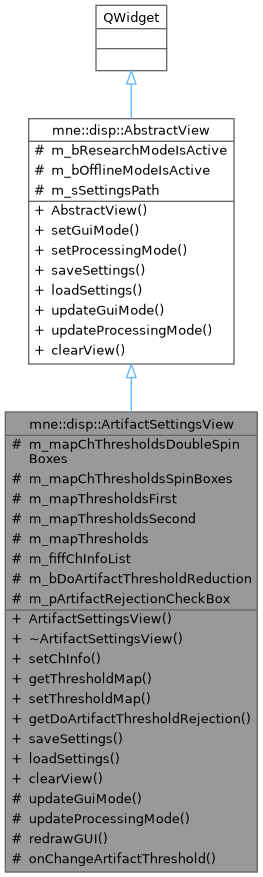 QWidget
mne::disp::AbstractView
# m_bResearchModeIsActive
# m_bOfflineModeIsActive
# m_sSettingsPath
+ AbstractView()
+ setGuiMode()
+ setProcessingMode()
+ saveSettings()
+ loadSettings()
+ updateGuiMode()
+ updateProcessingMode()
+ clearView()
mne::disp::ArtifactSettingsView
# m_mapChThresholdsDoubleSpin
Boxes
# m_mapChThresholdsSpinBoxes
# m_mapThresholdsFirst
# m_mapThresholdsSecond
# m_mapThresholds
# m_fiffChInfoList
# m_bDoArtifactThresholdReduction
# m_pArtifactRejectionCheckBox
+ ArtifactSettingsView()
+ ~ArtifactSettingsView()
+ setChInfo()
+ getThresholdMap()
+ setThresholdMap()
+ getDoArtifactThresholdRejection()
+ saveSettings()
+ loadSettings()
+ clearView()
# updateGuiMode()
# updateProcessingMode()
# redrawGUI()
# onChangeArtifactThreshold()